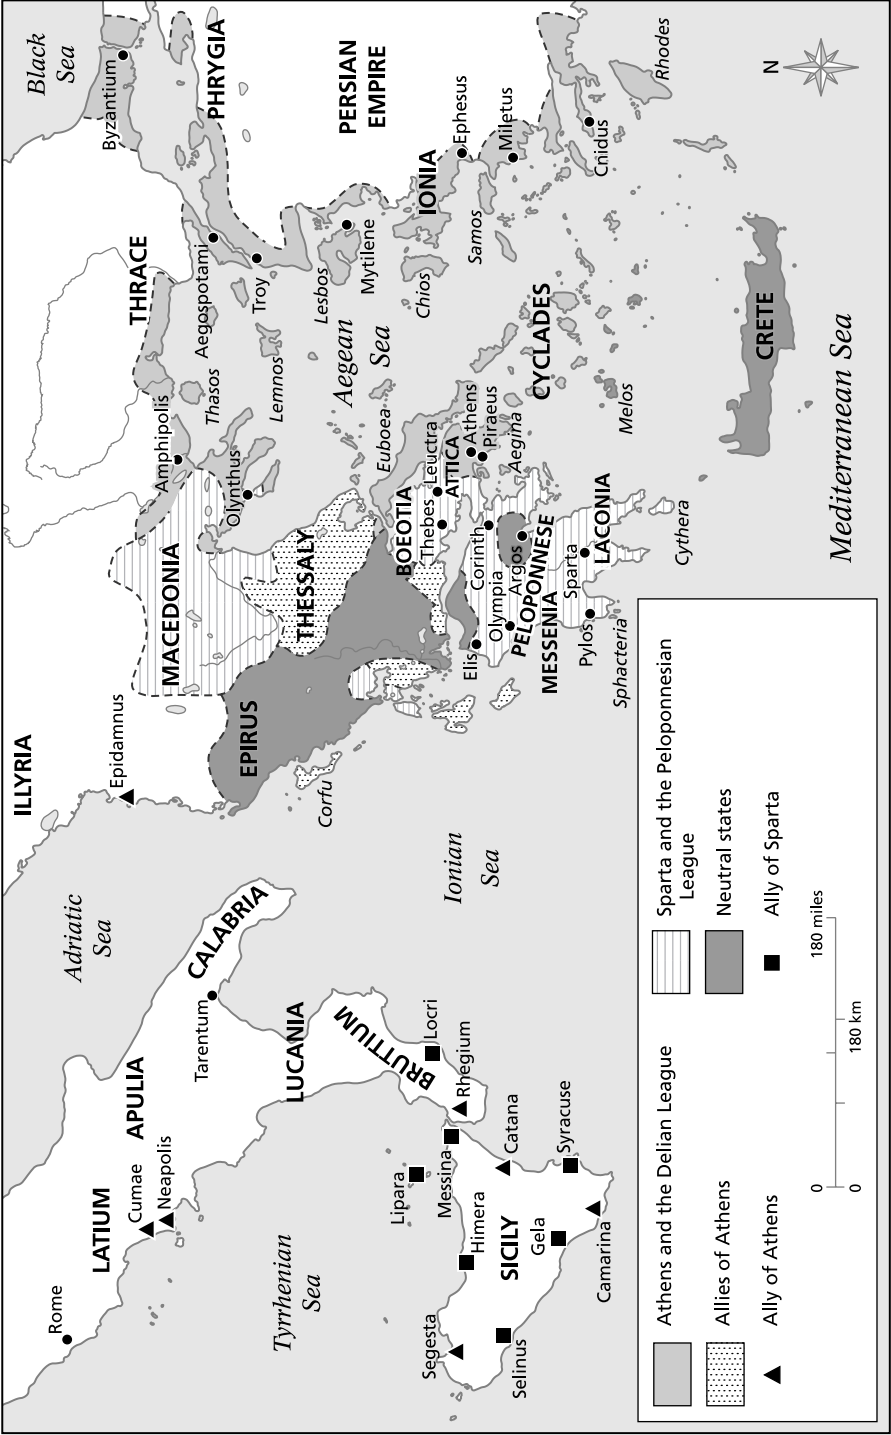 ILLYRIA
Black
Sea
Byzantium
PHRYGIA
PERSIAN
EMPIRE
THRACE
Aegospotami
Troy
Amphipolis
Thasos
Olynthus
Lemnos
Lesbos
Mytilene
Aegean
Sea
Chios
IONIA
Ephesus
Samos
Miletus
Cnidus
Rhodes
N
CYCLADES
Melos
CRETE
Mediterranean Sea
Adriatic
Sea
Epidamnus
MACEDONIA
EPIRUS
THESSALY
Corfu
Euboea
BOEOTIA
Thebes
Leuctra
ATTICA
Athens
Piraeus
Aegina
Corinth
Argos
Elis
Olympia
PELOPONNESE
MESSENIA
Sparta
LACONIA
Pylos
Sphacteria
Cythera
Ionian
Sea
Rome
LATIUM
Cumae
Neapolis
APULIA
Tarentum
CALABRIA
LUCANIA
BRUTTIUM
Locri
Rhegium
Tyrrhenian
Sea
Lipara
Messina
Himera
Catana
SICILY
Segesta
Selinus
Gela
Syracuse
Camarina
Athens and the Delian League
Allies of Athens
Ally of Athens
Sparta and the Peloponnesian
League
Neutral states
Ally of Sparta
0
180 miles
0
180 km